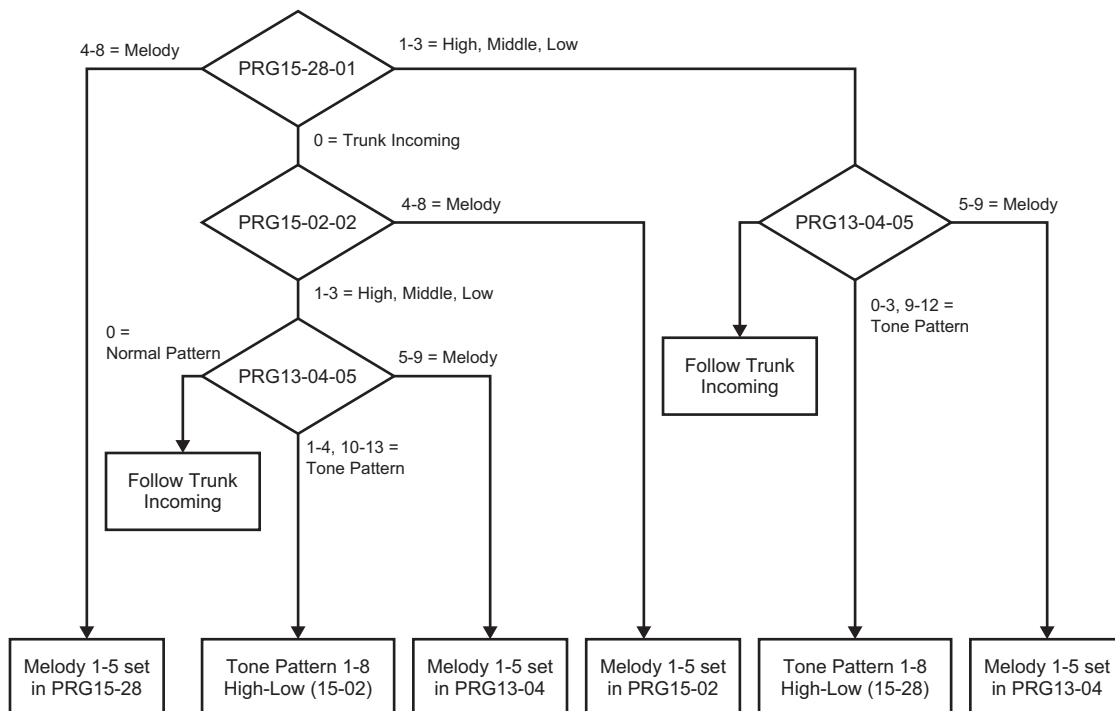 4-8 = Melody
PRG15-28-01
1-3 = High, Middle, Low
0 = Trunk Incoming
PRG15-02-02
4-8 = Melody
PRG13-04-05
5-9 = Melody
1-3 = High, Middle, Low
0 =
Normal Pattern
PRG13-04-05
5-9 = Melody
0-3, 9-12 =
Tone Pattern
Follow Trunk
Incoming
1-4, 10-13 =
Tone Pattern
Follow Trunk
Incoming
Melody 1-5 set
in PRG15-28
Tone Pattern 1-8
High-Low (15-02)
Melody 1-5 set
in PRG13-04
Melody 1-5 set
in PRG15-02
Tone Pattern 1-8
High-Low (15-28)
Melody 1-5 set
in PRG13-04